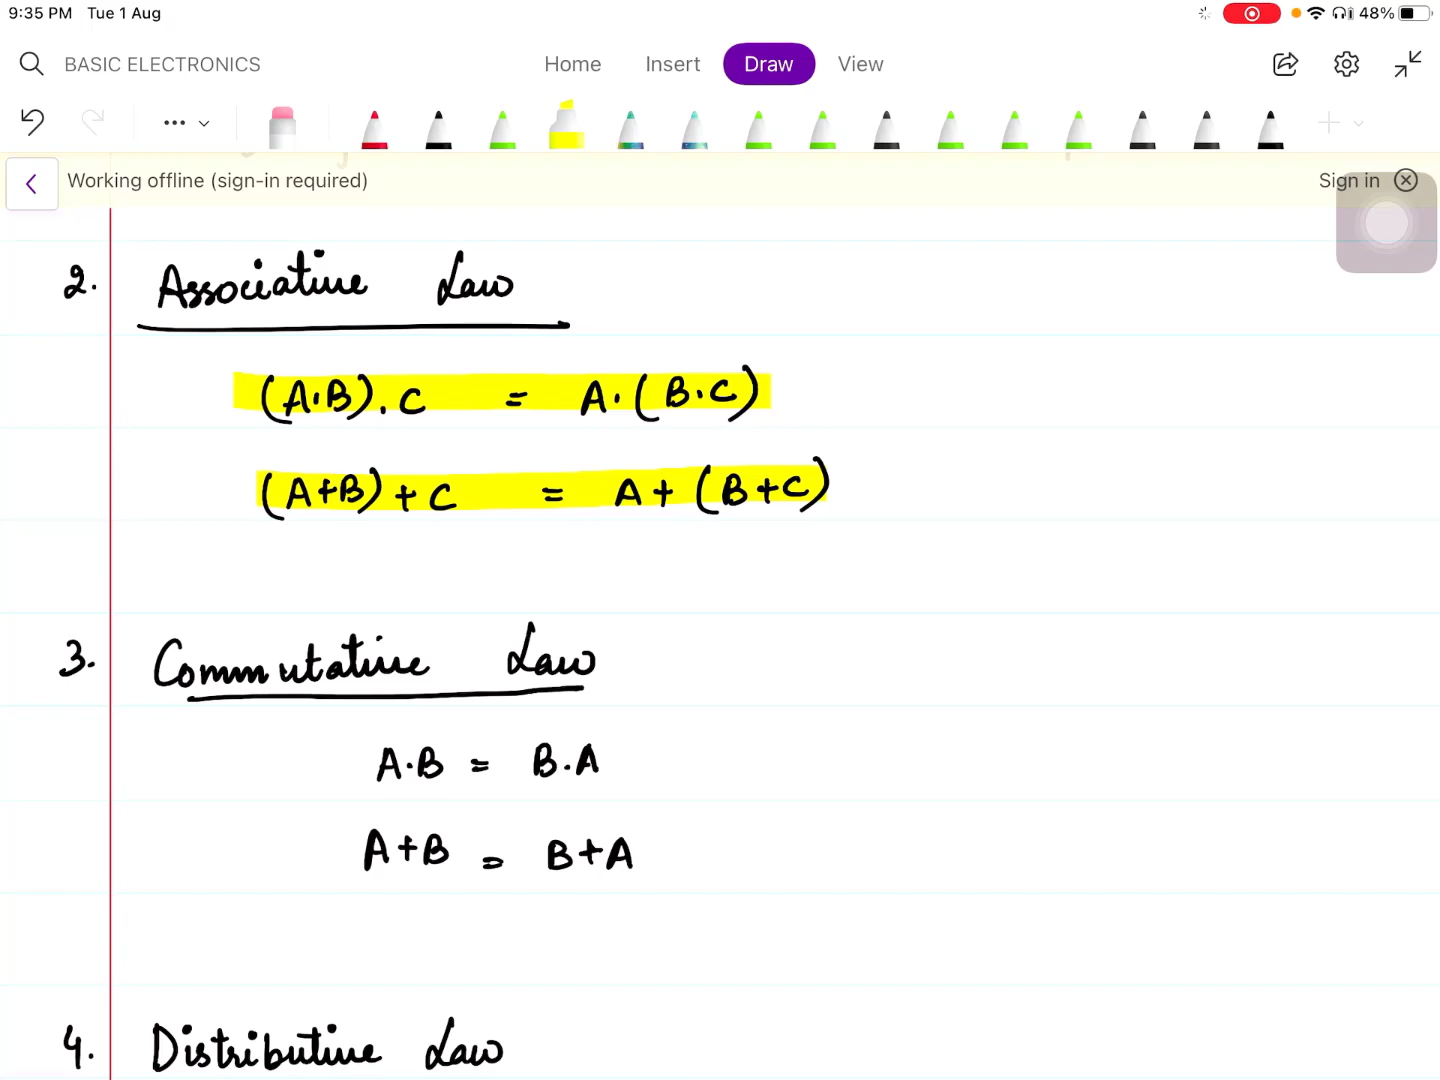 9:35 PM Tue 1 Aug 48%
BASIC ELECTRONICS Home Insert Draw View
Working offline (sign-in required) Sign in
2. Associative Law
(A·B).C = A·(B·C)
(A+B)+C = A+(B+C)
3. Commutative Law
A·B = B·A
A+B = B+A
4. Distributive Law